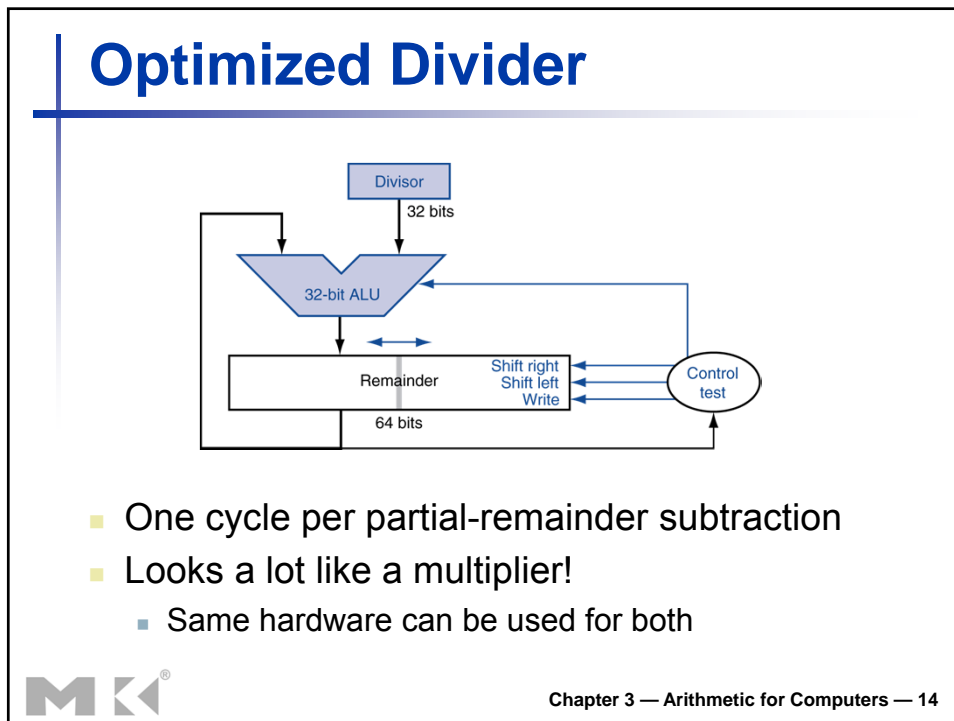 Optimized Divider
Divisor
32 bits
32-bit ALU
Remainder
Shift right
Shift left
Write
Control
test
64 bits
One cycle per partial-remainder subtraction
Looks a lot like a multiplier!
Same hardware can be used for both
MK®
Chapter 3 — Arithmetic for Computers — 14